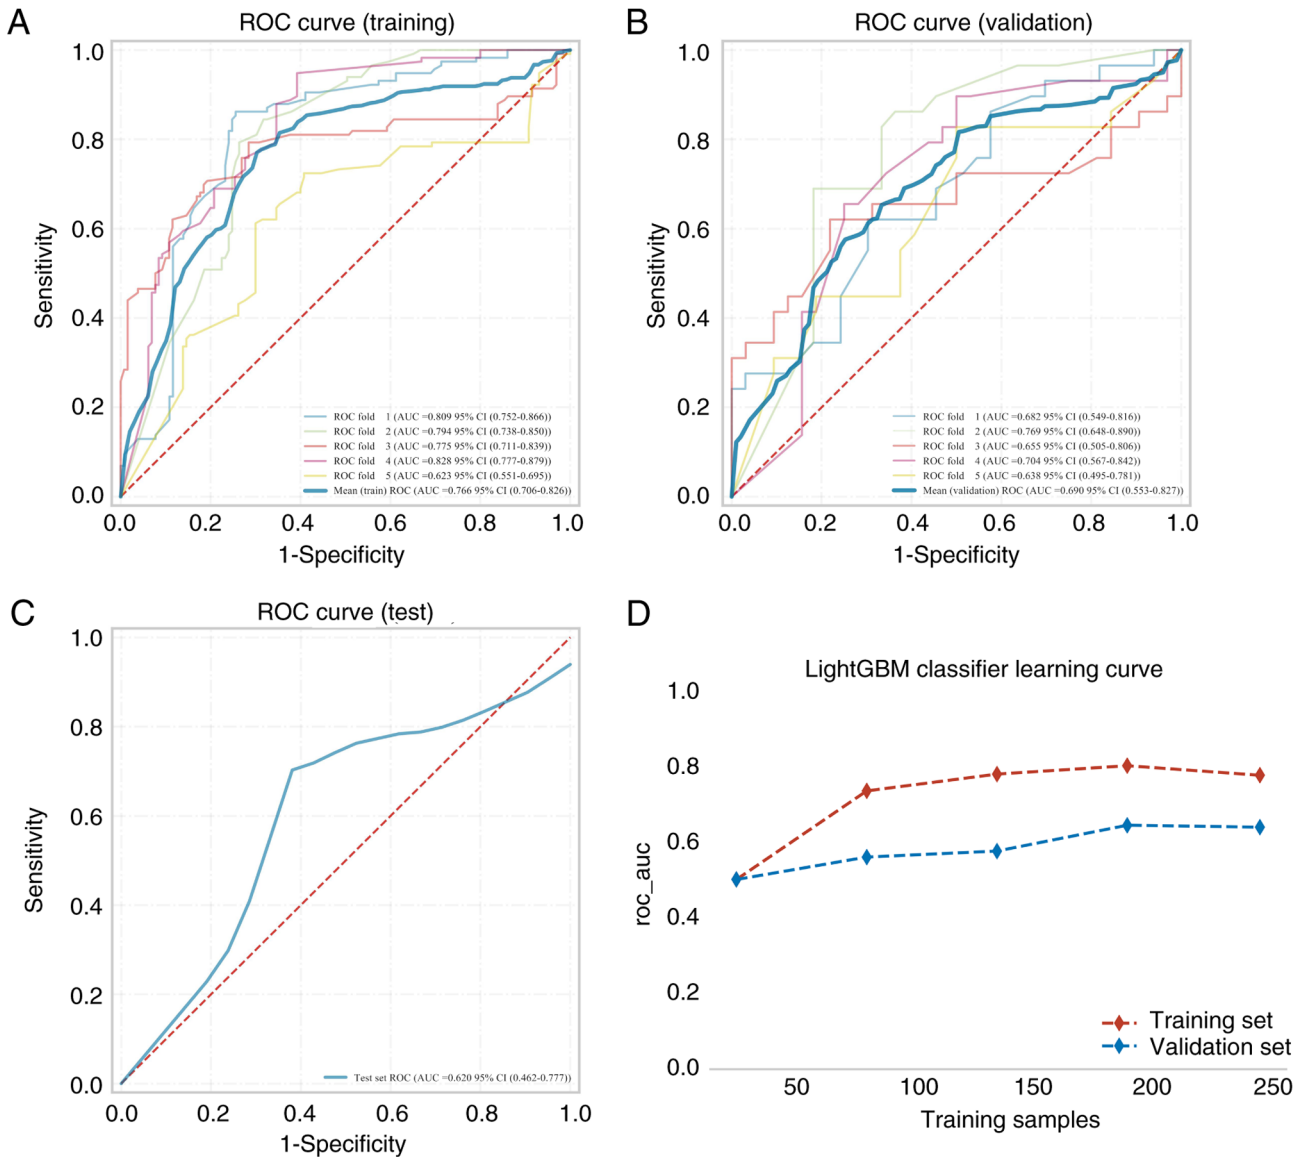 A
ROC curve (training)
1.0
0.8
0.6
0.4
0.2
0.0
Sensitivity
ROC fold 1 (AUC =0.809 95% CI (0.752-0.866))
ROC fold 2 (AUC =0.794 95% CI (0.738-0.850))
ROC fold 3 (AUC =0.775 95% CI (0.711-0.839))
ROC fold 4 (AUC =0.828 95% CI (0.777-0.879))
ROC fold 5 (AUC =0.623 95% CI (0.551-0.695))
Mean (train) ROC (AUC =0.766 95% CI (0.706-0.826))
0.0 0.2 0.4 0.6 0.8 1.0
1-Specificity
B
ROC curve (validation)
1.0
0.8
0.6
0.4
0.2
0.0
Sensitivity
ROC fold 1 (AUC =0.682 95% CI (0.549-0.816))
ROC fold 2 (AUC =0.769 95% CI (0.648-0.890))
ROC fold 3 (AUC =0.655 95% CI (0.505-0.806))
ROC fold 4 (AUC =0.704 95% CI (0.567-0.842))
ROC fold 5 (AUC =0.638 95% CI (0.495-0.781))
Mean (validation) ROC (AUC =0.690 95% CI (0.553-0.827))
0.0 0.2 0.4 0.6 0.8 1.0
1-Specificity
C
ROC curve (test)
1.0
0.8
0.6
0.4
0.2
0.0
Sensitivity
Test set ROC (AUC =0.620 95% CI (0.462-0.777))
0.0 0.2 0.4 0.6 0.8 1.0
1-Specificity
D
LightGBM classifier learning curve
1.0
0.8
0.6
0.4
0.2
0.0
roc_auc
Training set
Validation set
50 100 150 200 250
Training samples